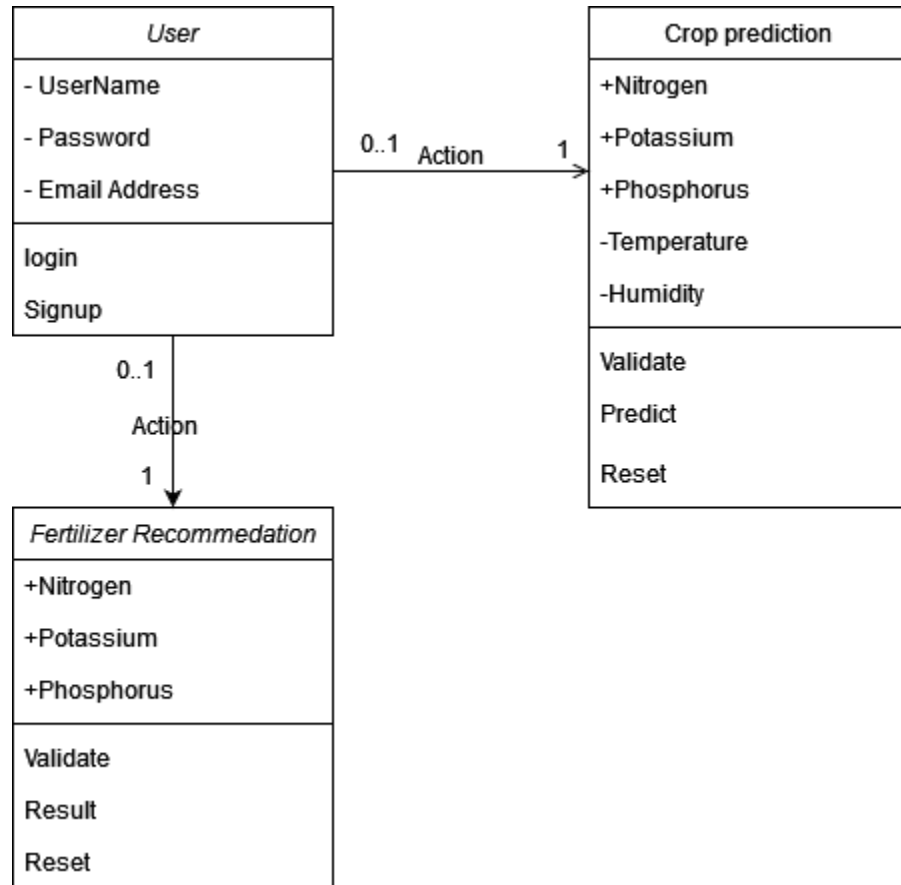 User
- UserName
- Password
- Email Address
login
Signup
0..1
Action
1
Crop prediction
+Nitrogen
+Potassium
+Phosphorus
-Temperature
-Humidity
Validate
Predict
Reset
0..1
Action
1
Fertilizer Recommedation
+Nitrogen
+Potassium
+Phosphorus
Validate
Result
Reset